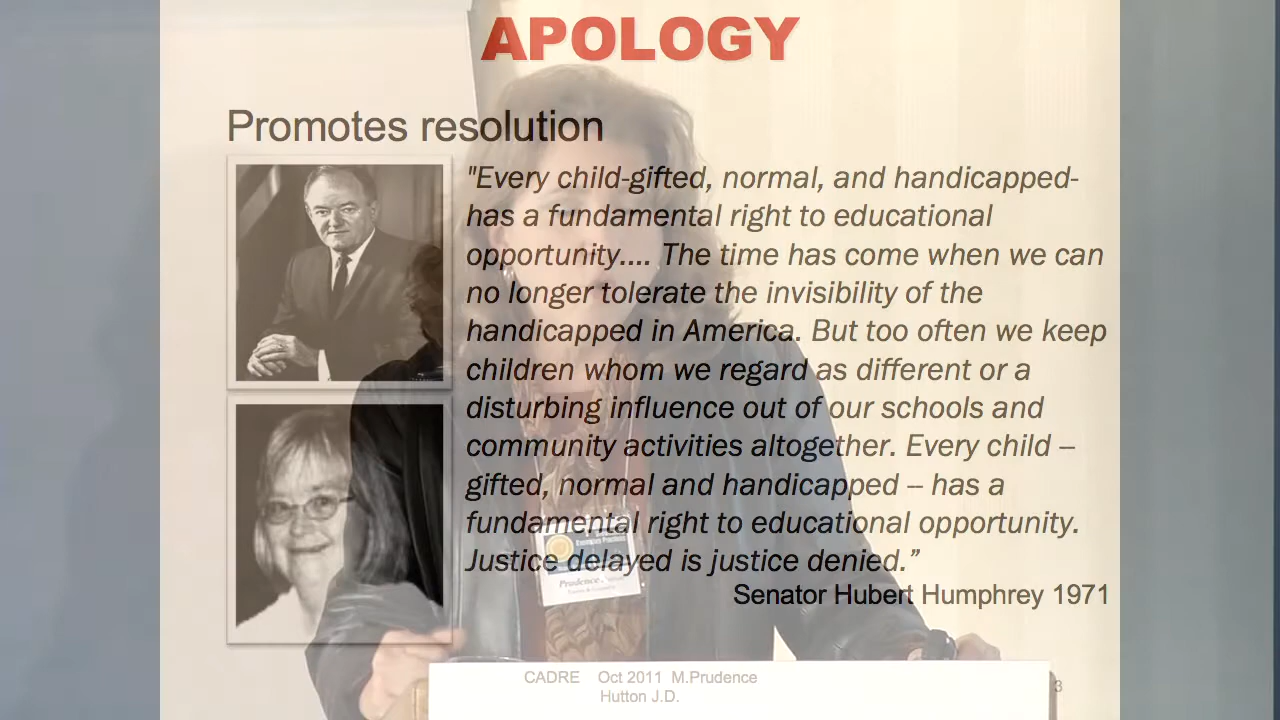 APOLOGY
Promotes resolution
"Every child-gifted, normal, and handicapped-
has a fundamental right to educational
opportunity.... The time has come when we can
no longer tolerate the invisibility of the
handicapped in America. But too often we keep
children whom we regard as different or a
disturbing influence out of our schools and
community activities altogether. Every child –
gifted, normal and handicapped – has a
fundamental right to educational opportunity.
Justice delayed is justice denied.”
Senator Hubert Humphrey 1971
Prudence
CADRE Oct 2011 M.Prudence
Hutton J.D.
3